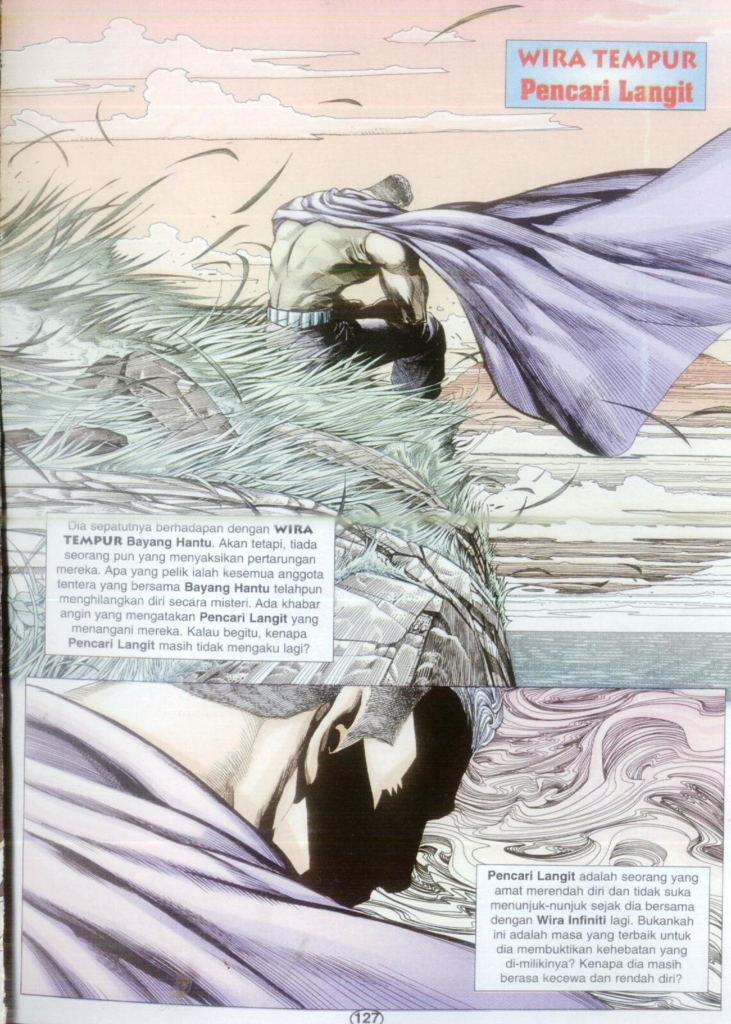 WIRA TEMPUR
Pencari Langit
Dia sepatutnya berhadapan dengan WIRA
TEMPUR Bayang Hantu. Akan tetapi, tiada
seorang pun yang menyaksikan pertarungan
mereka. Apa yang pelik ialah kesemua anggota
tentera yang bersama Bayang Hantu telahpun
menghilangkan diri secara misteri. Ada khabar
angin yang mengatakan Pencari Langit yang
menangani mereka. Kalau begitu, kenapa
Pencari Langit masih tidak mengaku lagi?
Pencari Langit adalah seorang yang
amat merendah diri dan tidak suka
menunjuk-nunjuk sejak dia bersama
dengan Wira Infiniti lagi. Bukankah
ini adalah masa yang terbaik untuk
dia membuktikan kehebatan yang
di-milikinya? Kenapa dia masih
berasa kecewa dan rendah diri?
127